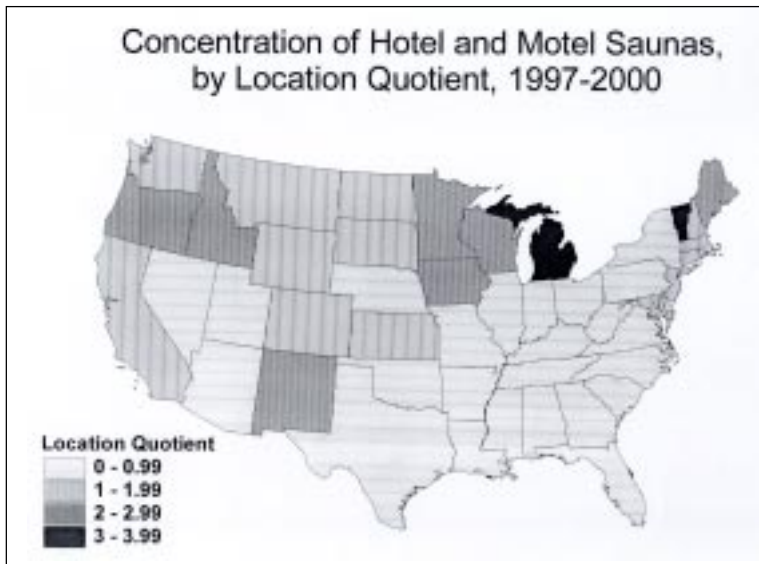 Concentration of Hotel and Motel Saunas,
by Location Quotient, 1997-2000
Location Quotient
0 - 0.99
1 - 1.99
2 - 2.99
3 - 3.99